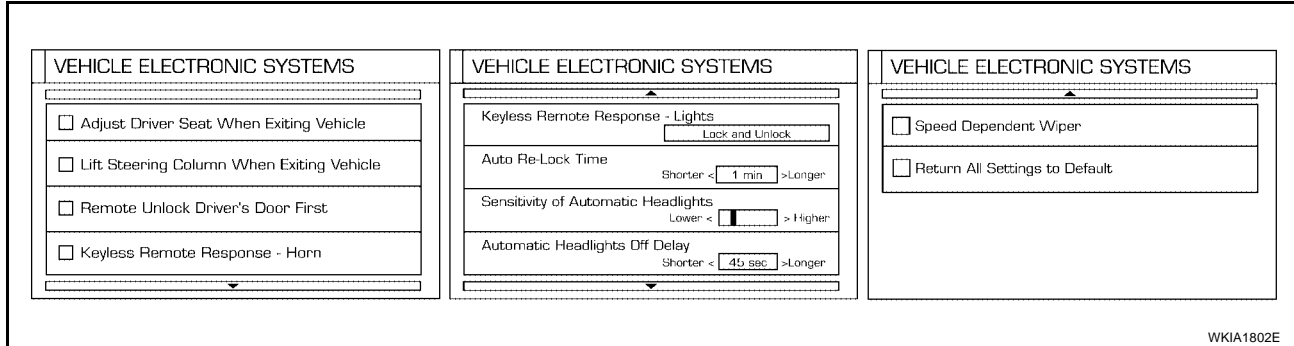 VEHICLE ELECTRONIC SYSTEMS
Adjust Driver Seat When Exiting Vehicle
Lift Steering Column When Exiting Vehicle
Remote Unlock Driver's Door First
Keyless Remote Response - Horn
VEHICLE ELECTRONIC SYSTEMS
Keyless Remote Response - Lights
Lock and Unlock
Auto Re-Lock Time
Shorter < 1 min >Longer
Sensitivity of Automatic Headlights
Lower < > Higher
Automatic Headlights Off Delay
Shorter < 45 sec >Longer
VEHICLE ELECTRONIC SYSTEMS
Speed Dependent Wiper
Return All Settings to Default
WKIA1802E